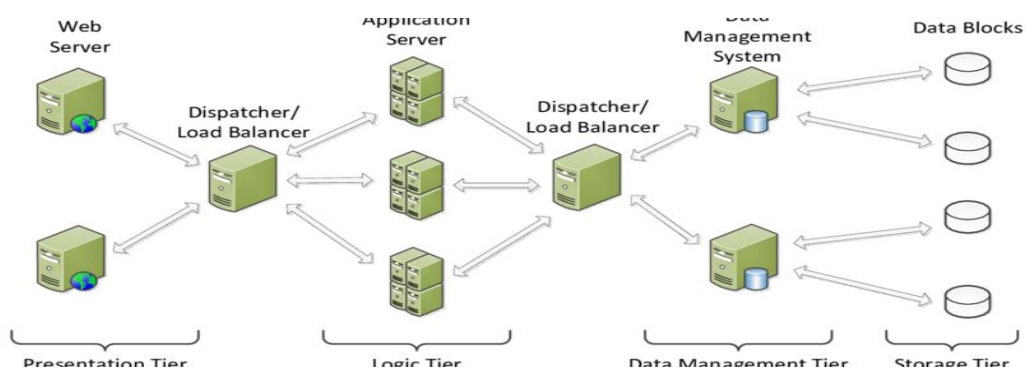 Web
Server
Dispatcher/
Load Balancer
Application
Server
Dispatcher/
Load Balancer
Data
Management
System
Data Blocks
Presentation Tier
Logic Tier
Data Management Tier
Storage Tier